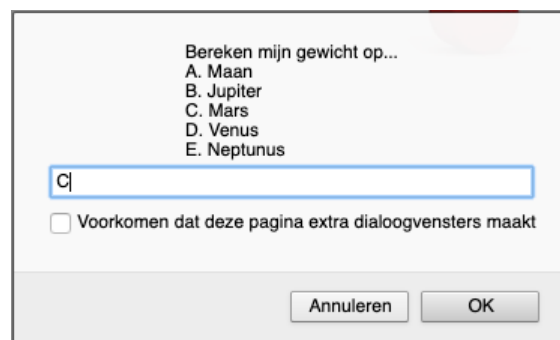 Bereken mijn gewicht op...
A. Maan
B. Jupiter
C. Mars
D. Venus
E. Neptunus
C
Voorkomen dat deze pagina extra dialoogvensters maakt
Annuleren OK